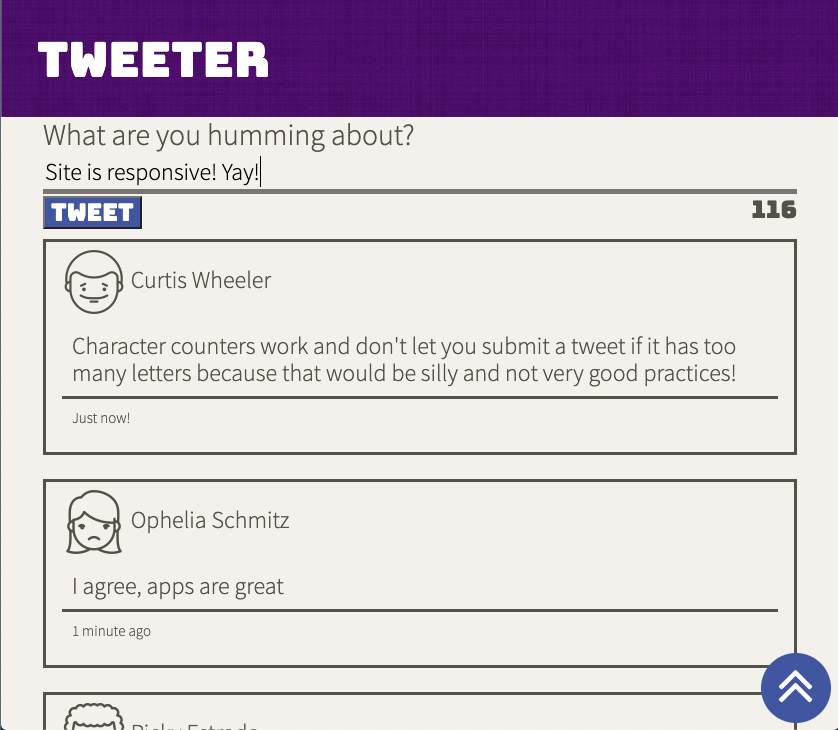 TWEETER
What are you humming about?
Site is responsive! Yay!
TWEET
116
Curtis Wheeler
Character counters work and don't let you submit a tweet if it has too
many letters because that would be silly and not very good practices!
Just now!
Ophelia Schmitz
I agree, apps are great
1 minute ago